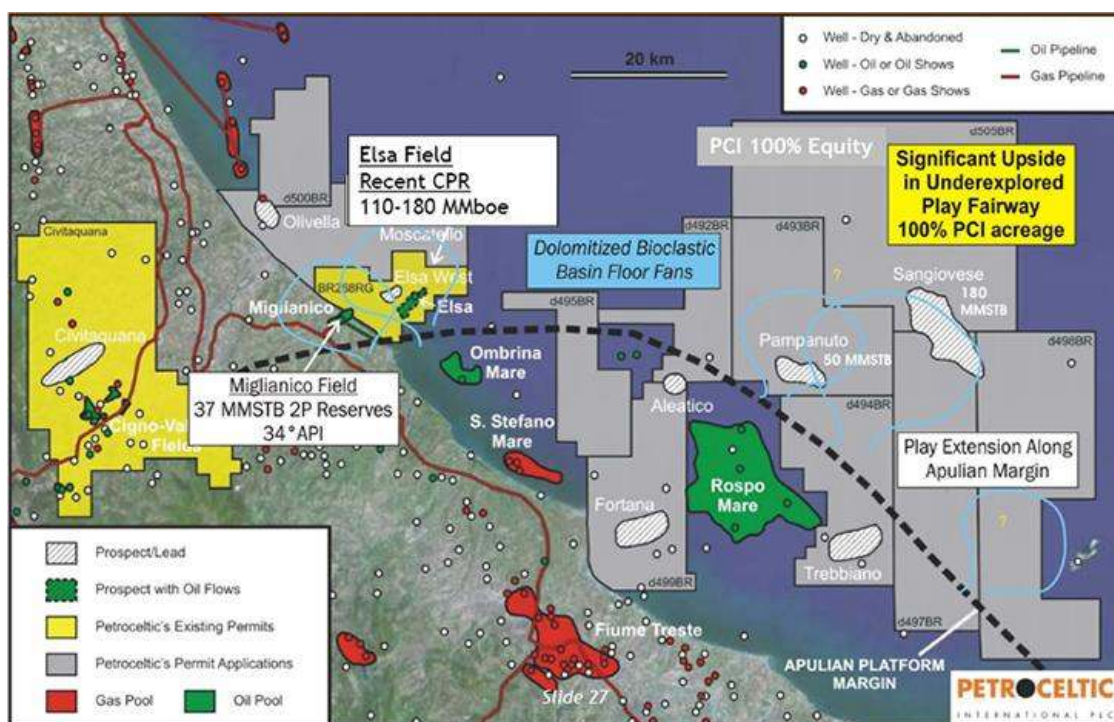 20 km
Well - Dry & Abandoned
Well - Oil or Oil Shows
Well - Gas or Gas Shows
Oil Pipeline
Gas Pipeline
PCI 100% Equity
d505BR
Significant Upside
in Underexplored
Play Fairway
100% PCI acreage
Elsa Field
Recent CPR
110-180 MMboe
d500BR
Olivella
Moscatello
Civitaquana
d492BR
d493BR
Dolomitized Bioclastic
Basin Floor Fans
?
Elsa West
BR268RG
Elsa
Miglianico
d495BR
Sangiovese
180
MMSTB
d498BR
Civitaquana
Ombrina
Mare
Pampanuto
50 MMSTB
Miglianico Field
37 MMSTB 2P Reserves
34°API
Aleatico
d494BR
Cigno-Val
Fields
S. Stefano
Mare
Play Extension Along
Apulian Margin
Rospo
Mare
Fortana
?
Trebbiano
d499BR
d497BR
Prospect/Lead
Prospect with Oil Flows
Petroceltic's Existing Permits
Petroceltic's Permit Applications
Gas Pool
Oil Pool
Fiume Treste
Slide 27
APULIAN PLATFORM
MARGIN
PETROCELTIC
INTERNATIONAL PLC